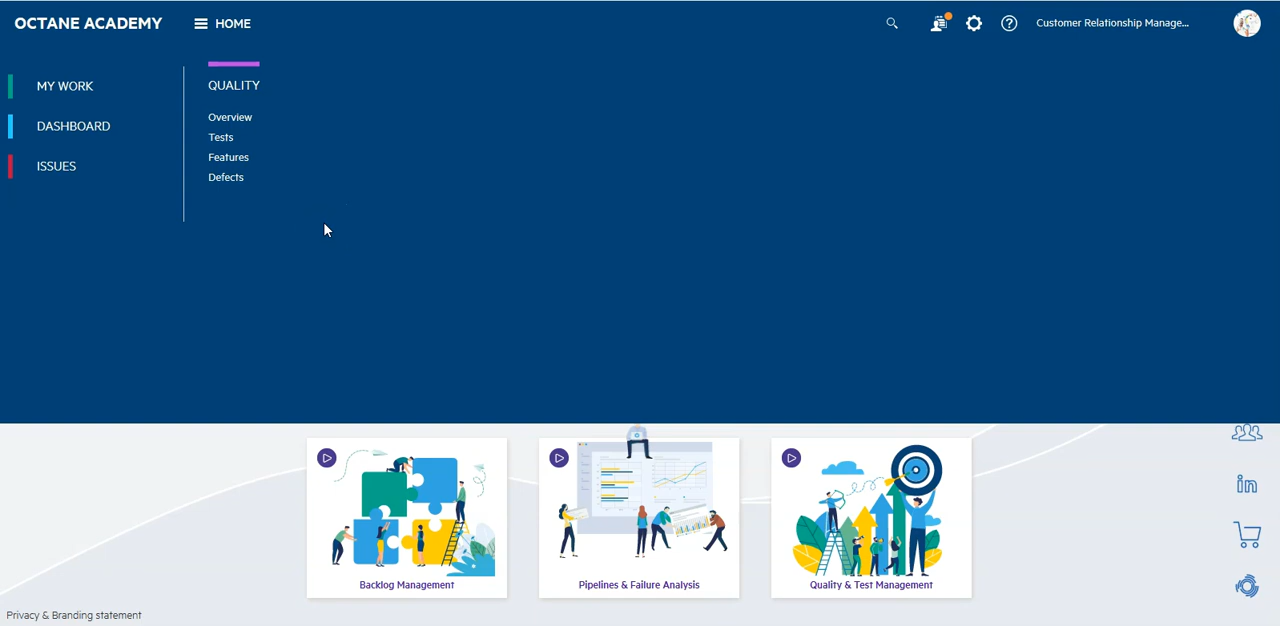 OCTANE ACADEMY
HOME
Customer Relationship Manage...
MY WORK
DASHBOARD
ISSUES
QUALITY
Overview
Tests
Features
Defects
Backlog Management
Pipelines & Failure Analysis
Quality & Test Management
in
Privacy & Branding statement